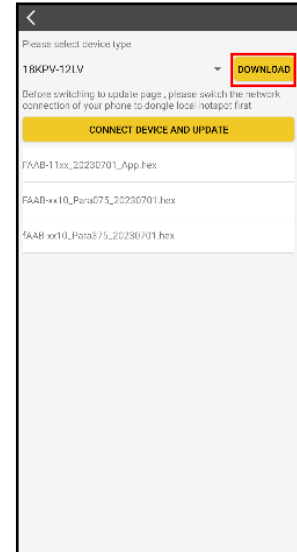 Please select device type
18KPV-12LV
DOWNLOAD
Before switching to update page , please switch the network
connection of your phone to dongle local hotspot first
CONNECT DEVICE AND UPDATE
FAAB-11xx_20230701_App.hex
FAAB-xx10_Para075_20230701.hex
fAAB-xx10_Para375_20230701.hex